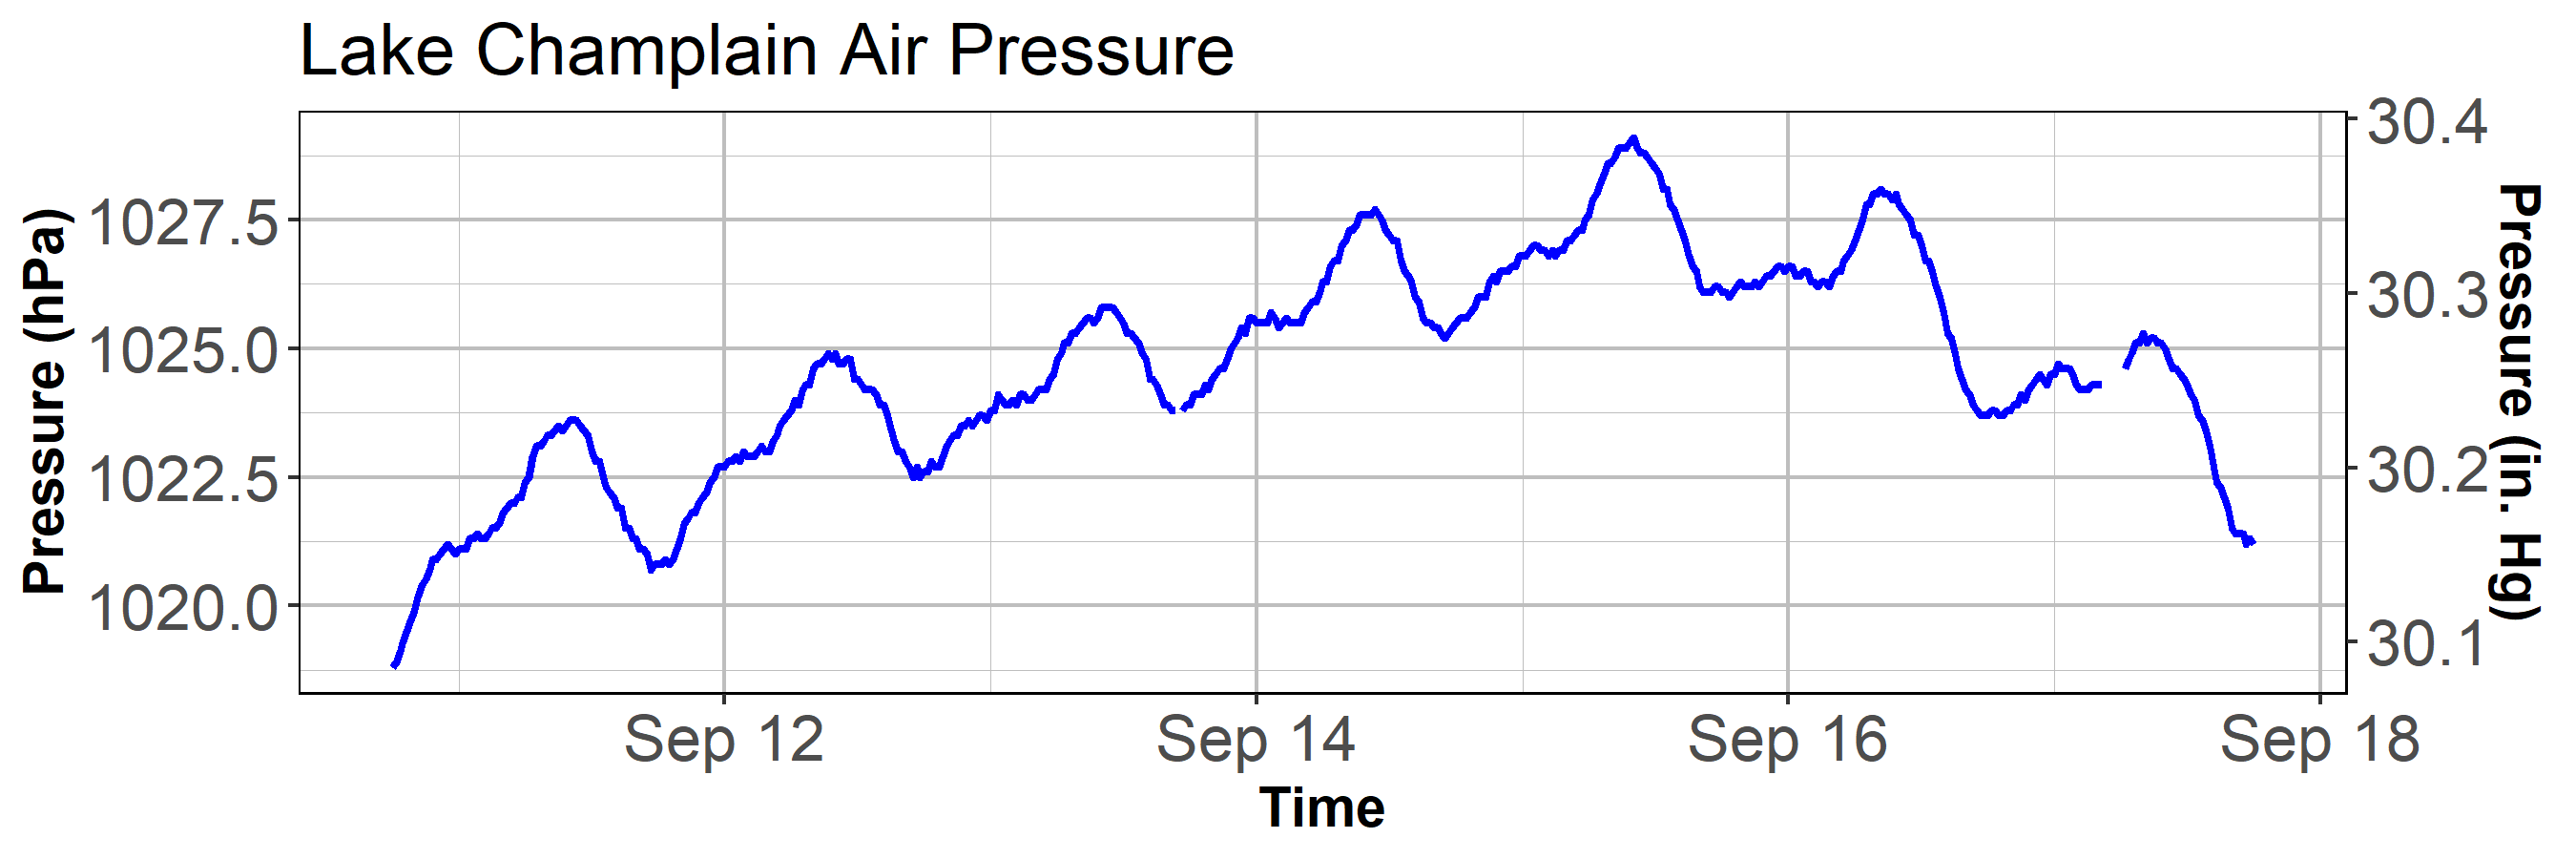 Lake Champlain Air Pressure
Pressure (hPa)
1027.5
1025.0
1022.5
1020.0
30.4
30.3
30.2
30.1
Pressure (in. Hg)
Sep 12
Sep 14
Sep 16
Sep 18
Time